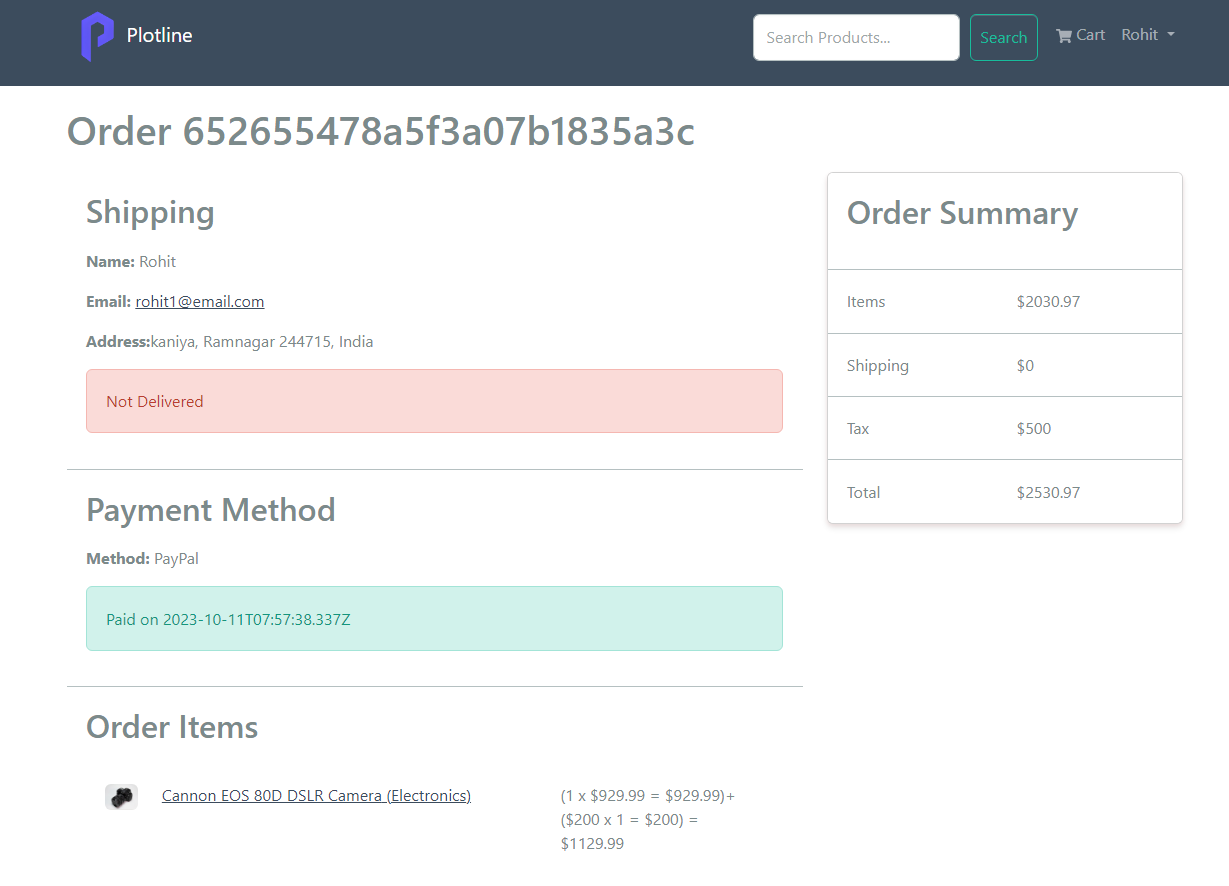 Plotline
Search Products...
Search
Cart
Rohit
Order 652655478a5f3a07b1835a3c
Shipping
Name: Rohit
Email: rohit1@email.com
Address:kaniya, Ramnagar 244715, India
Not Delivered
Payment Method
Method: PayPal
Paid on 2023-10-11T07:57:38.337Z
Order Items
Cannon EOS 80D DSLR Camera (Electronics)
(1 x $929.99 = $929.99)+
($200 x 1 = $200) =
$1129.99
Order Summary
Items $2030.97
Shipping $0
Tax $500
Total $2530.97